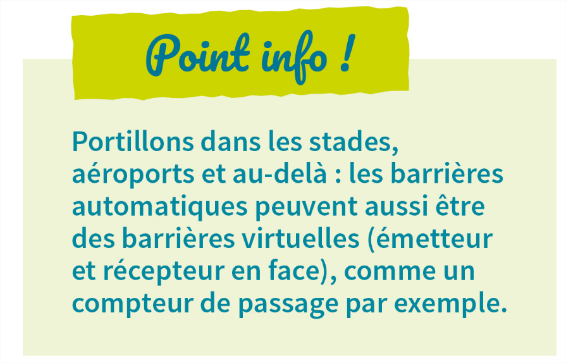 Point info !
Portillons dans les stades,
aéroports et au-delà : les barrières
automatiques peuvent aussi être
des barrières virtuelles (émetteur
et récepteur en face), comme un
compteur de passage par exemple.